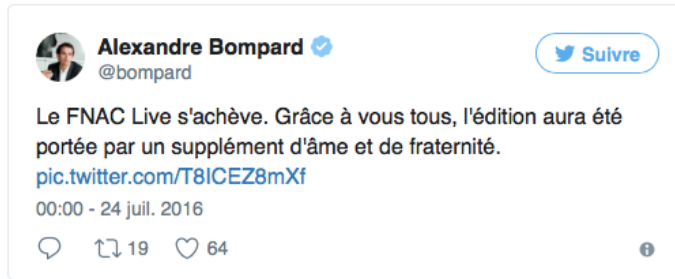 Alexandre Bompard
@bompard
Suivre
Le FNAC Live s'achève. Grâce à vous tous, l'édition aura été
portée par un supplément d'âme et de fraternité.
pic.twitter.com/T8ICEZ8mXf
00:00 - 24 juil. 2016
19 64